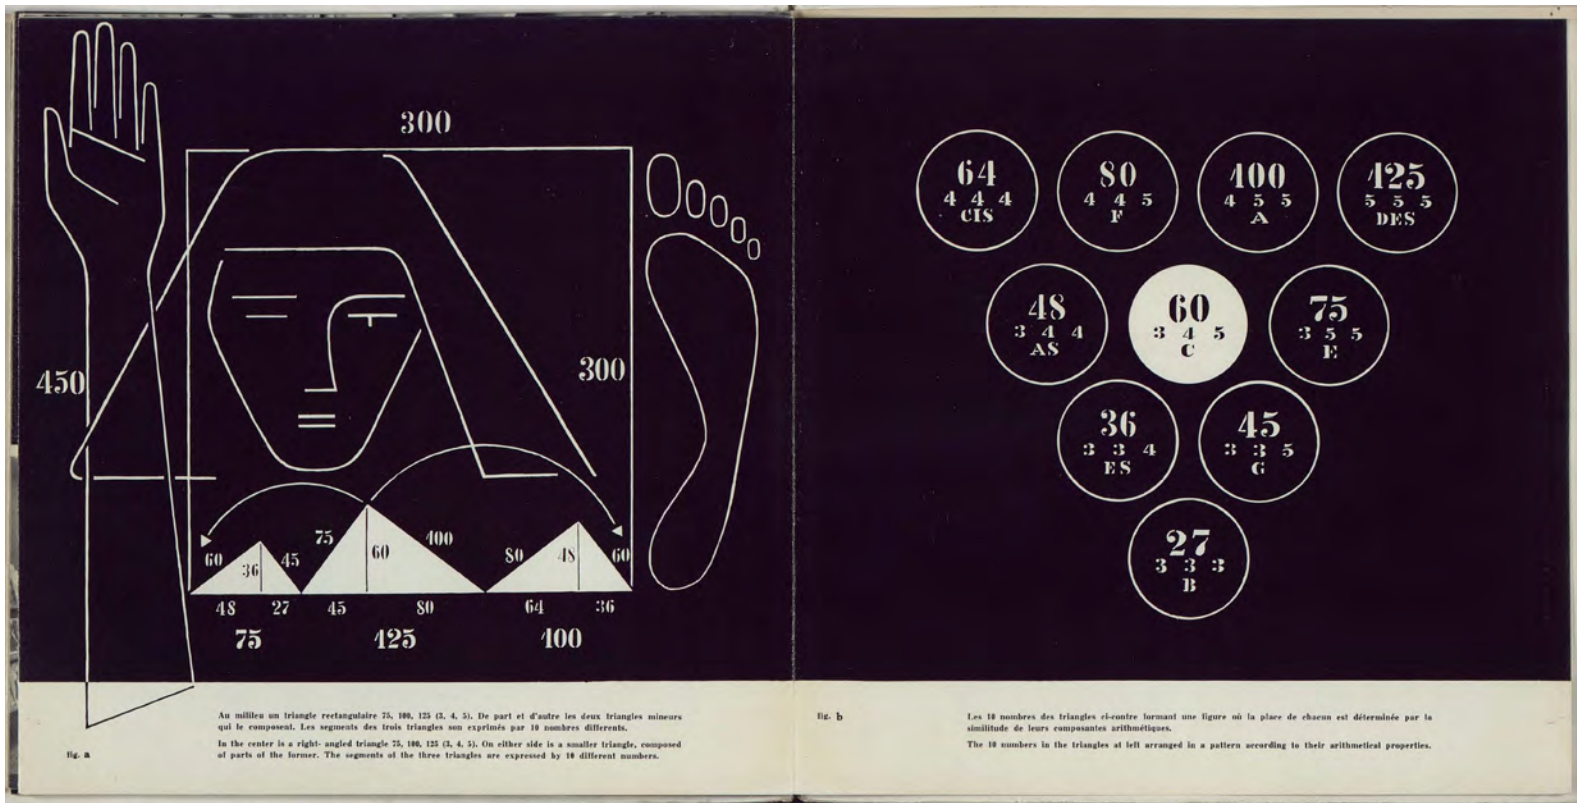 300
450
300
60
36
45
75
60
100
80
48
60
48 27 45 80 64 36
75 125 100
Au milileu un triangle rectangulaire 75, 100, 125 (3, 4, 5). De part et d'autre les deux triangles mineurs
qui le composent. Les segments des trois triangles son exprimés par 10 nombres differents.
In the center is a right- angled triangle 75, 100, 125 (3, 4, 5). On either side is a smaller triangle, composed
of parts of the former. The segments of the three triangles are expressed by 10 different numbers.
fig. a
64
4 4 4
CIS
80
4 4 5
F
100
4 5 5
A
125
5 5 5
DES
48
3 4 4
AS
60
3 4 5
C
75
3 5 5
E
36
3 3 4
ES
45
3 3 5
G
27
3 3 3
B
fig. b
Les 10 nombres des triangles ci-contre formant une figure où la place de chacun est déterminée par la
similitude de leurs composantes arithmétiques.
The 10 numbers in the triangles at left arranged in a pattern according to their arithmetical properties.